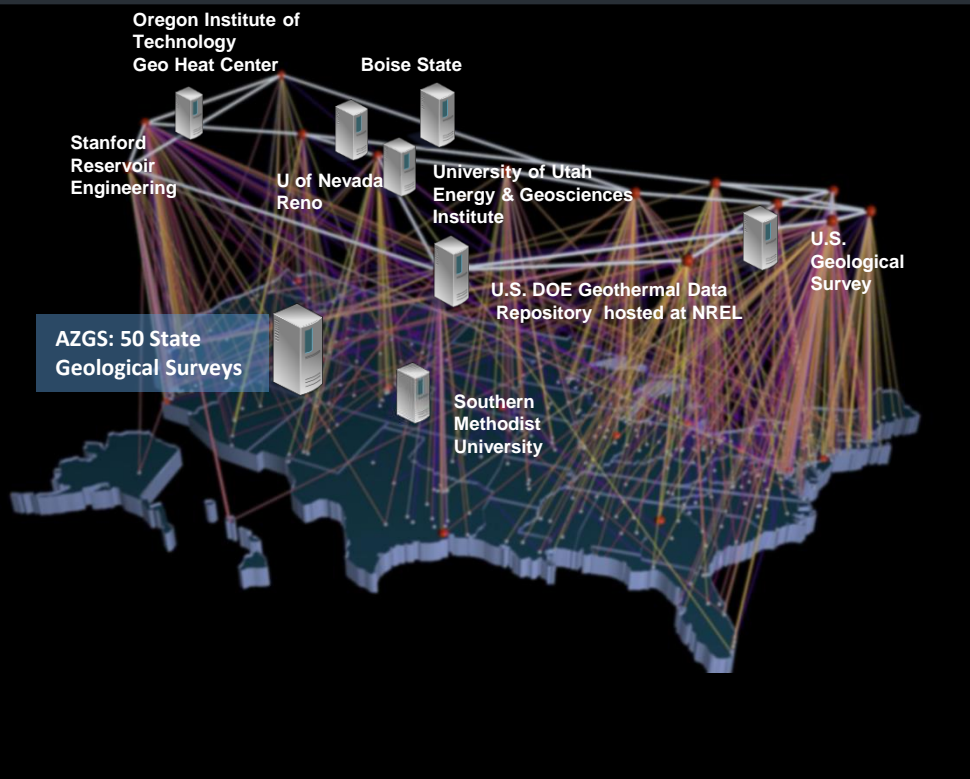 Oregon Institute of
Technology
Geo Heat Center
Boise State
Stanford
Reservoir
Engineering
U of Nevada
Reno
University of Utah
Energy & Geosciences
Institute
U.S.
Geological
Survey
U.S. DOE Geothermal Data
Repository hosted at NREL
AZGS: 50 State
Geological Surveys
Southern
Methodist
University